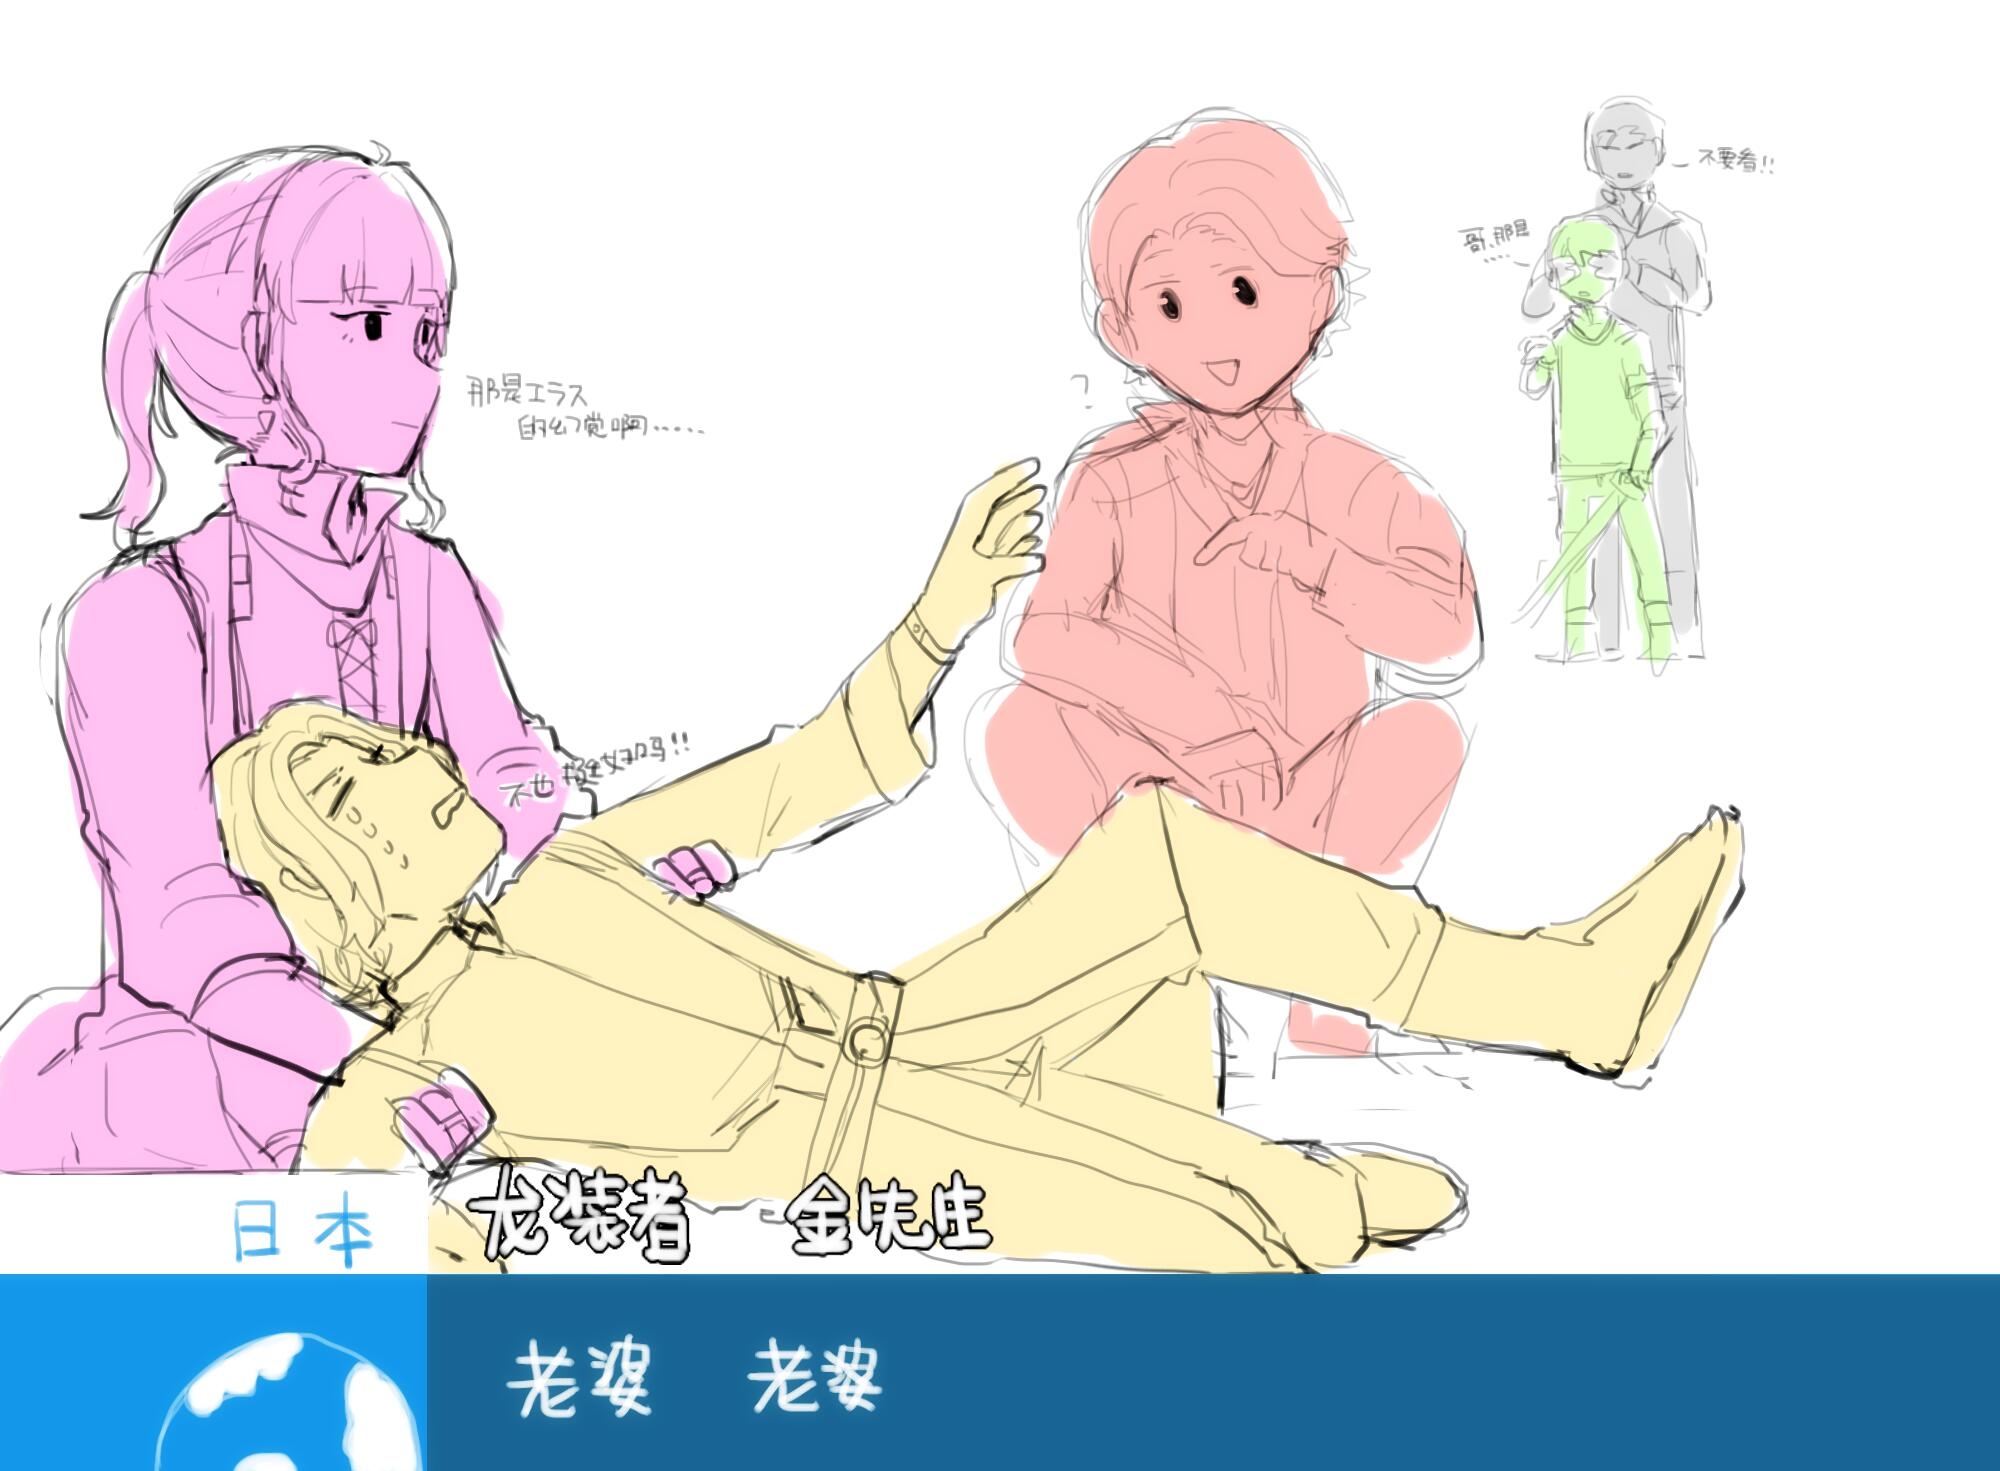 不要看!!
哥、那是
……
那是エラス
的幻觉啊……
?
不也挺好吗!!
日本
龙装者 金先生
老婆 老婆